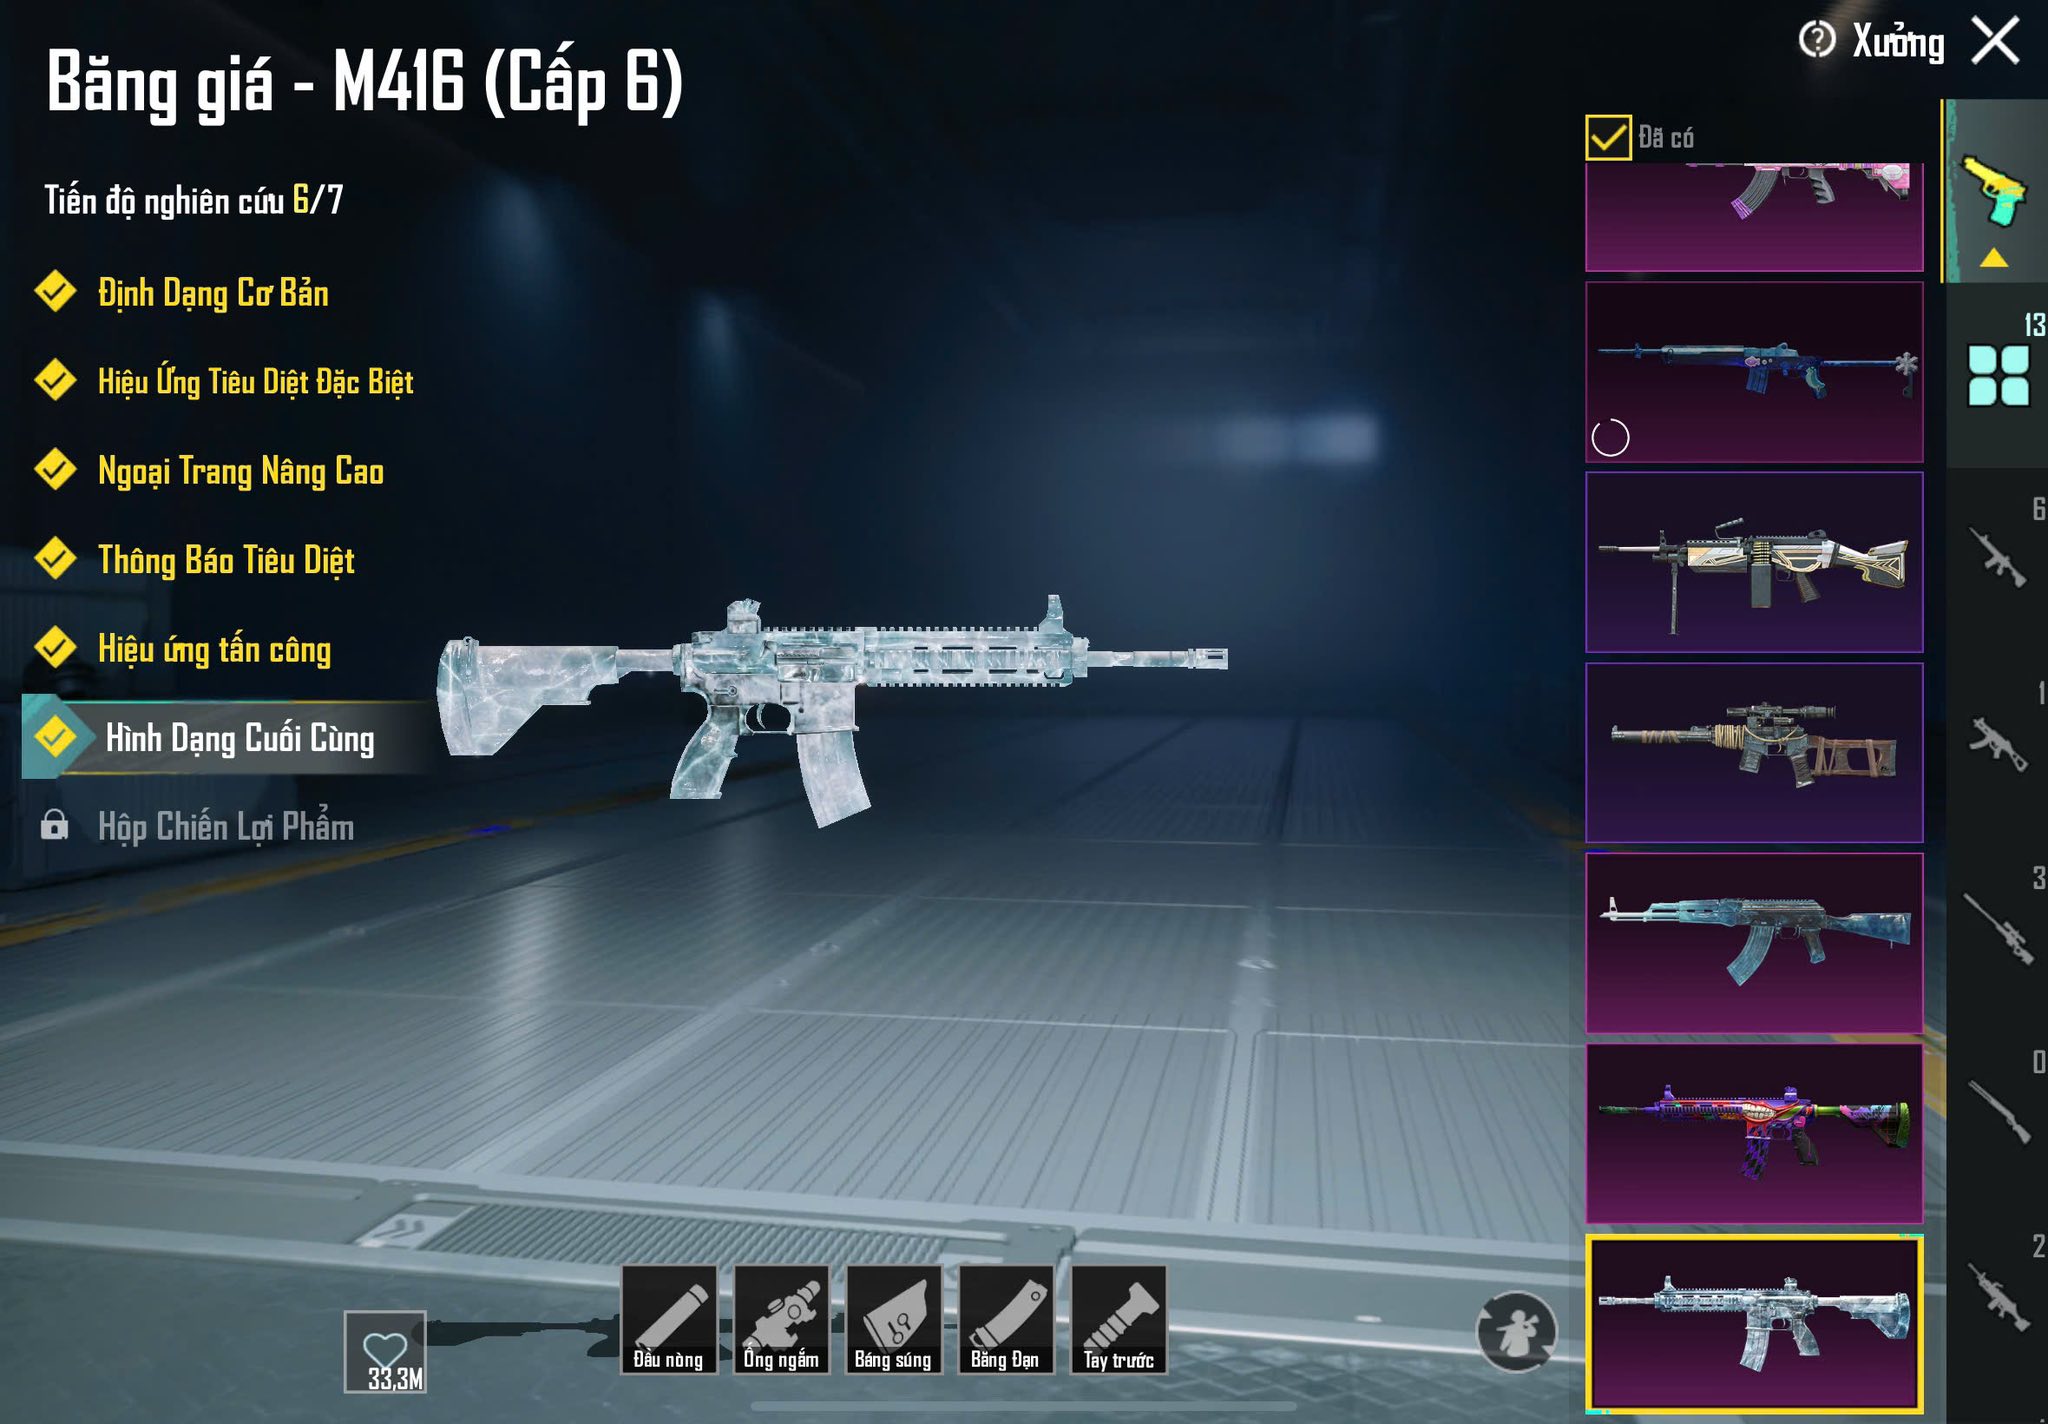 Băng giá - M416 (Cấp 6)
Xưởng
Đã có
Tiến độ nghiên cứu 6/7
Định Dạng Cơ Bản
Hiệu Ứng Tiêu Diệt Đặc Biệt
Ngoại Trang Nâng Cao
Thông Báo Tiêu Diệt
Hiệu ứng tấn công
Hình Dạng Cuối Cùng
Hộp Chiến Lợi Phẩm
13
6
1
3
0
2
33,3M
Đầu nòng
Ống ngắm
Báng súng
Băng Đạn
Tay trước